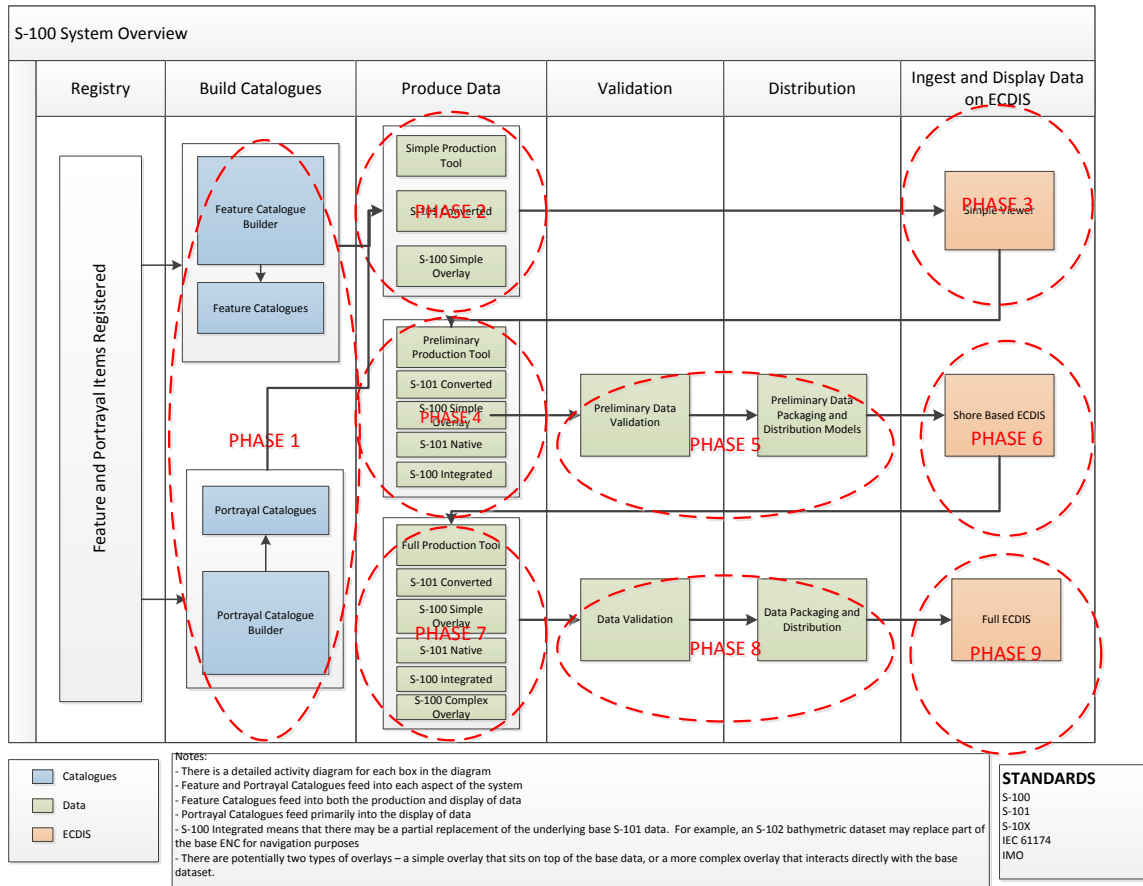 S-100 System Overview
Registry
Build Catalogues
Produce Data
Validation
Distribution
Ingest and Display Data
on ECDIS
Feature and Portrayal Items Registered
Feature Catalogue
Builder
Feature Catalogues
PHASE 1
Portrayal Catalogues
Portrayal Catalogue
Builder
Simple Production
Tool
S-101 Converted
PHASE 2
S-100 Simple
Overlay
Simple Viewer
PHASE 3
Preliminary
Production Tool
S-101 Converted
S-100 Simple
Overlay
PHASE 4
S-101 Native
S-100 Integrated
Preliminary Data
Validation
PHASE 5
Preliminary Data
Packaging and
Distribution Models
Shore Based ECDIS
PHASE 6
Full Production Tool
S-101 Converted
S-100 Simple
Overlay
PHASE 7
S-101 Native
S-100 Integrated
S-100 Complex
Overlay
Data Validation
PHASE 8
Data Packaging and
Distribution
Full ECDIS
PHASE 9
Catalogues
Data
ECDIS
Notes:
- There is a detailed activity diagram for each box in the diagram
- Feature and Portrayal Catalogues feed into each aspect of the system
- Feature Catalogues feed into both the production and display of data
- Portrayal Catalogues feed primarily into the display of data
- S-100 Integrated means that there may be a partial replacement of the underlying base S-101 data.  For example, an S-102 bathymetric dataset may replace part of
the base ENC for navigation purposes
- There are potentially two types of overlays – a simple overlay that sits on top of the base data, or a more complex overlay that interacts directly with the base
dataset.
STANDARDS
S-100
S-101
S-10X
IEC 61174
IMO